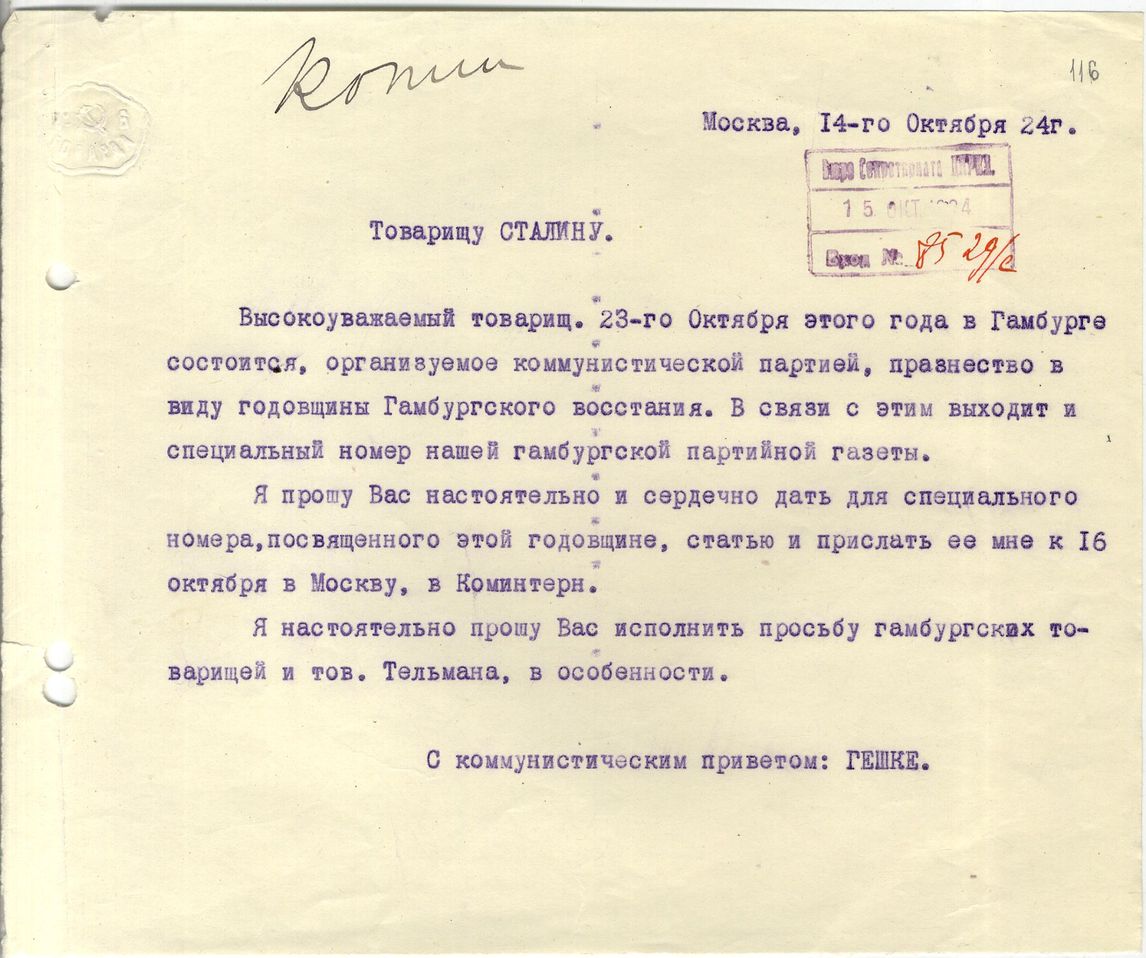 Копия
116
Москва, 14-го Октября 24г.
Бюро Секретариата ЦКРКП.
15 ОКТ. 1924
Вход №. 8529/с
Товарищу СТАЛИНУ.
Высокоуважаемый товарищ. 23-го Октября этого года в Гамбурге
состоится, организуемое коммунистической партией, празнество в
виду годовщины Гамбургского восстания. В связи с этим выходит и
специальный номер нашей гамбургской партийной газеты.
Я прошу Вас настоятельно и сердечно дать для специального
номера,посвященного этой годовщине, статью и прислать ее мне к 16
октября в Москву, в Коминтерн.
Я настоятельно прошу Вас исполнить просьбу гамбургских то-
варищей и тов. Тельмана, в особенности.
С коммунистическим приветом: ГЕШКЕ.